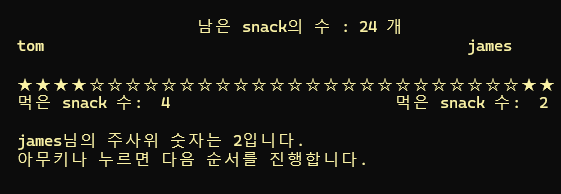 남은 snack의 수 : 24 개
tom james
★★★★☆☆☆☆☆☆☆☆☆☆☆☆☆☆☆☆☆☆☆☆☆☆☆☆★★
먹은 snack 수: 4 먹은 snack 수: 2
james님의 주사위 숫자는 2입니다.
아무키나 누르면 다음 순서를 진행합니다.